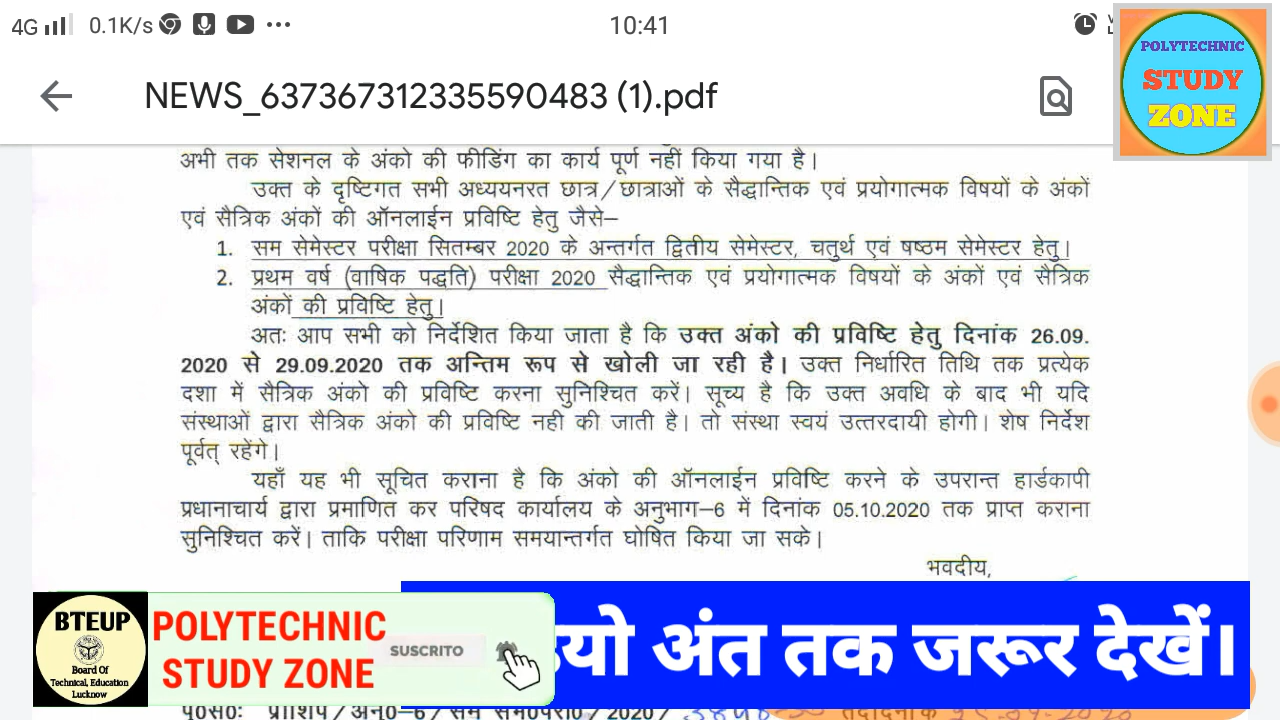 4G 0.1K/s ••• 10:41
NEWS_637367312335590483 (1).pdf
POLYTECHNIC
STUDY
ZONE
अभी तक सेशनल के अंको की फीडिंग का कार्य पूर्ण नहीं किया गया है।
उक्त के दृष्टिगत सभी अध्ययनरत छात्र/छात्राओं के सैद्धान्तिक एवं प्रयोगात्मक विषयों के अंकों
एवं सैत्रिक अंकों की ऑनलाईन प्रविष्टि हेतु जैसे–
1. सम सेमेस्टर परीक्षा सितम्बर 2020 के अन्तर्गत द्वितीय सेमेस्टर, चतुर्थ एवं षष्ठम सेमेस्टर हेतु।
2. प्रथम वर्ष (वाषिक पद्धति) परीक्षा 2020 सैद्धान्तिक एवं प्रयोगात्मक विषयों के अंकों एवं सैत्रिक
अंकों की प्रविष्टि हेतु।
अतः आप सभी को निर्देशित किया जाता है कि उक्त अंको की प्रविष्टि हेतु दिनांक 26.09.
2020 से 29.09.2020 तक अन्तिम रूप से खोली जा रही है। उक्त निर्धारित तिथि तक प्रत्येक
दशा में सैत्रिक अंको की प्रविष्टि करना सुनिश्चित करें। सूच्य है कि उक्त अवधि के बाद भी यदि
संस्थाओं द्वारा सैत्रिक अंको की प्रविष्टि नही की जाती है। तो संस्था स्वयं उत्तरदायी होगी। शेष निर्देश
पूर्वत् रहेंगे।
यहाँ यह भी सूचित कराना है कि अंको की ऑनलाईन प्रविष्टि करने के उपरान्त हार्डकापी
प्रधानाचार्य द्वारा प्रमाणित कर परिषद कार्यालय के अनुभाग–6 में दिनांक 05.10.2020 तक प्राप्त कराना
सुनिश्चित करें। ताकि परीक्षा परिणाम समयान्तर्गत घोषित किया जा सके।
भवदीय,
BTEUP
Board Of
Technical, Education
Lucknow
POLYTECHNIC
STUDY ZONE
SUSCRITO
अंत तक जरूर देखें।